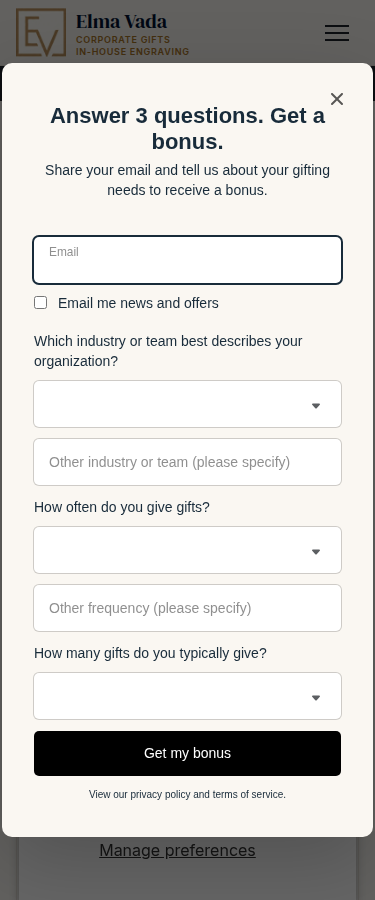 EV
Elma Vada
CORPORATE GIFTS
IN-HOUSE ENGRAVING
Answer 3 questions. Get a
bonus.
Share your email and tell us about your gifting
needs to receive a bonus.
Email
Email me news and offers
Which industry or team best describes your
organization?
Other industry or team (please specify)
How often do you give gifts?
Other frequency (please specify)
How many gifts do you typically give?
Get my bonus
View our privacy policy and terms of service.
Manage preferences